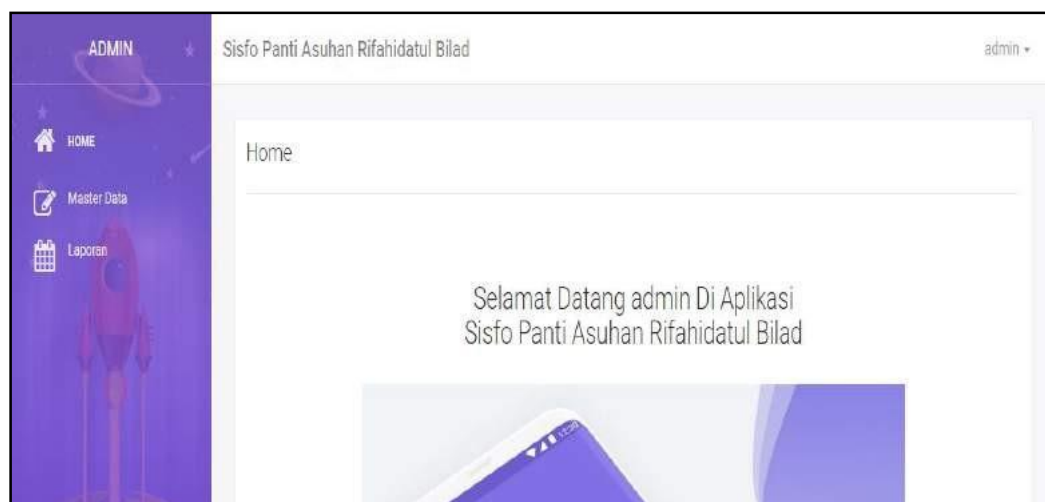 ADMIN
Sisfo Panti Asuhan Rifahidatul Bilad
admin
HOME
Master Data
Laporan
Home
Selamat Datang admin Di Aplikasi
Sisfo Panti Asuhan Rifahidatul Bilad